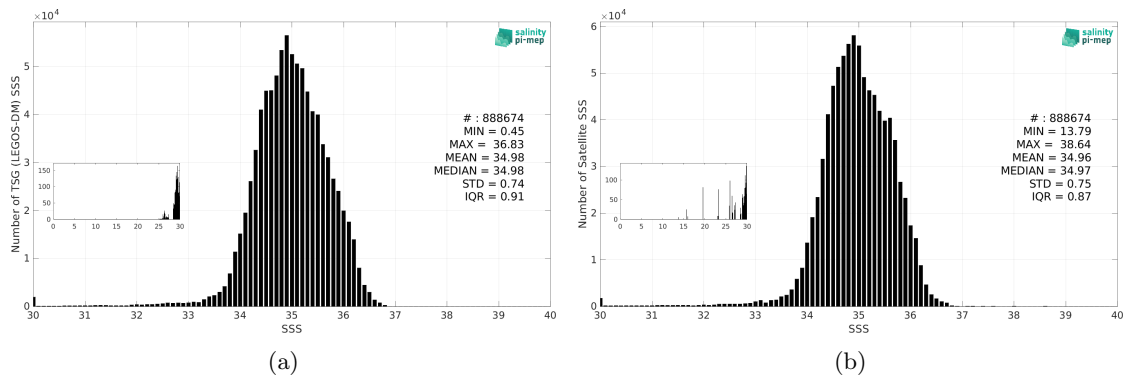 ×10⁴
salinity
pi-mep
Number of TSG (LEGOS-DM) SSS
5
4
3
2
1
0
# : 888674
MIN = 0.45
MAX = 36.83
MEAN = 34.98
MEDIAN = 34.98
STD = 0.74
IQR = 0.91
150
100
50
0
0 5 10 15 20 25 30
30 31 32 33 34 35 36 37 38 39 40
SSS
(a)
×10⁴
salinity
pi-mep
Number of Satellite SSS
6
5
4
3
2
1
0
# : 888674
MIN = 13.79
MAX = 38.64
MEAN = 34.96
MEDIAN = 34.97
STD = 0.75
IQR = 0.87
100
50
0
0 5 10 15 20 25 30
30 31 32 33 34 35 36 37 38 39 40
SSS
(b)